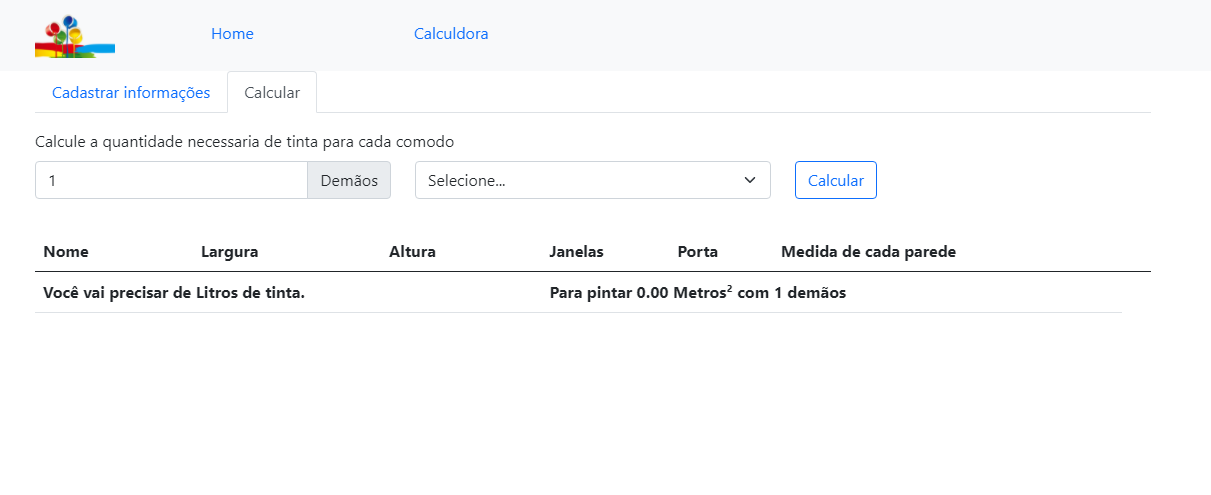 Home Calculdora
Cadastrar informações Calcular
Calcule a quantidade necessaria de tinta para cada comodo
1 Demãos Selecione... Calcular
Nome Largura Altura Janelas Porta Medida de cada parede
Você vai precisar de Litros de tinta. Para pintar 0.00 Metros² com 1 demãos